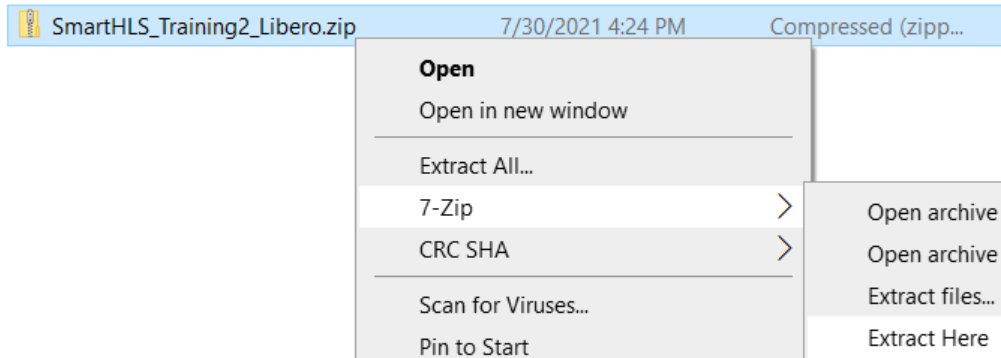 SmartHLS_Training2_Libero.zip 7/30/2021 4:24 PM Compressed (zipp...
Open
Open in new window
Extract All...
7-Zip
CRC SHA
Scan for Viruses...
Pin to Start
Open archive
Open archive
Extract files...
Extract Here